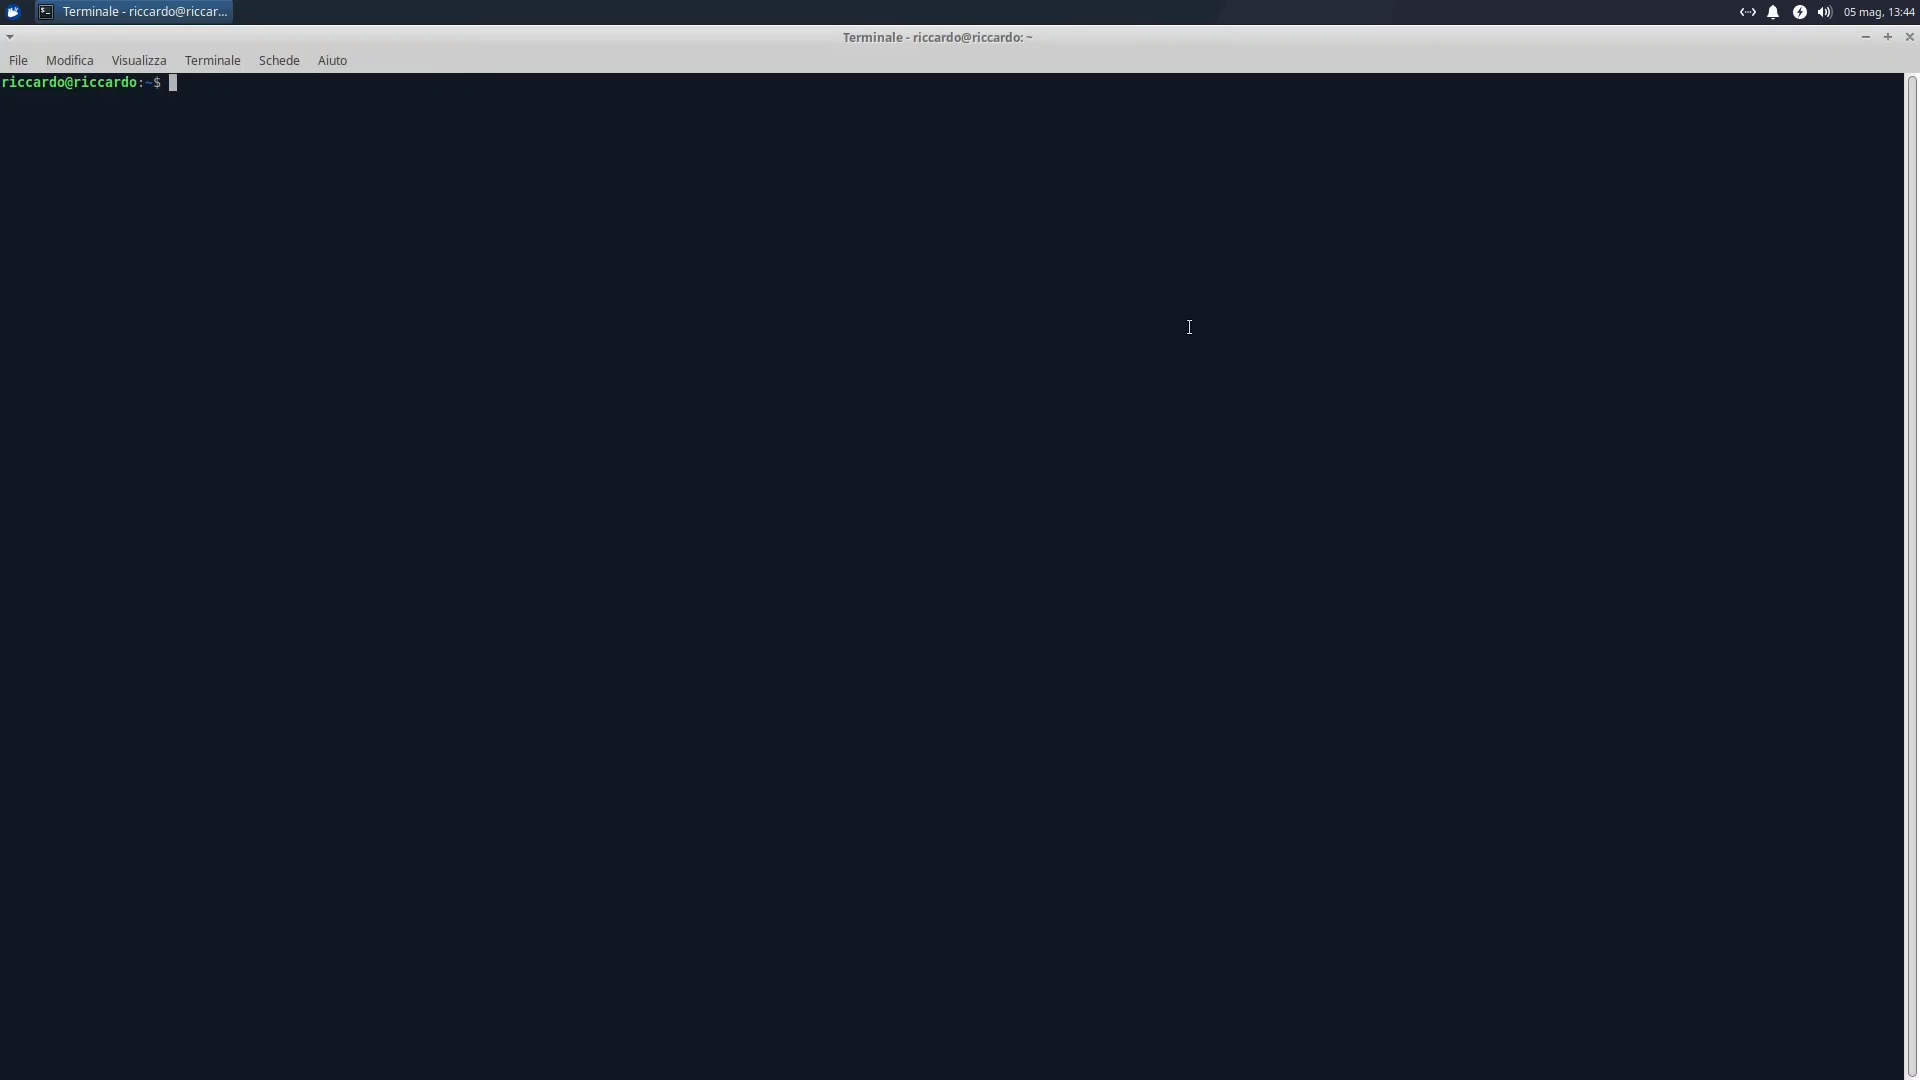 Terminale - riccardo@riccar...
05 mag, 13:44
Terminale - riccardo@riccardo: ~
File Modifica Visualizza Terminale Schede Aiuto
riccardo@riccardo:~$